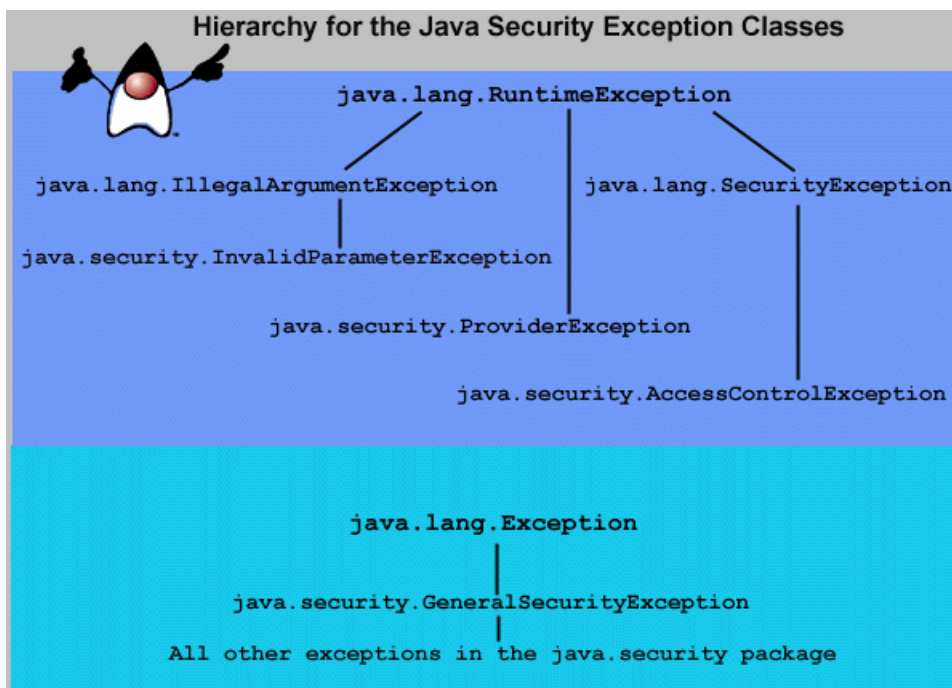 Hierarchy for the Java Security Exception Classes
java.lang.RuntimeException
java.lang.IllegalArgumentException
java.lang.SecurityException
java.security.InvalidParameterException
java.security.ProviderException
java.security.AccessControlException
java.lang.Exception
java.security.GeneralSecurityException
All other exceptions in the java.security package